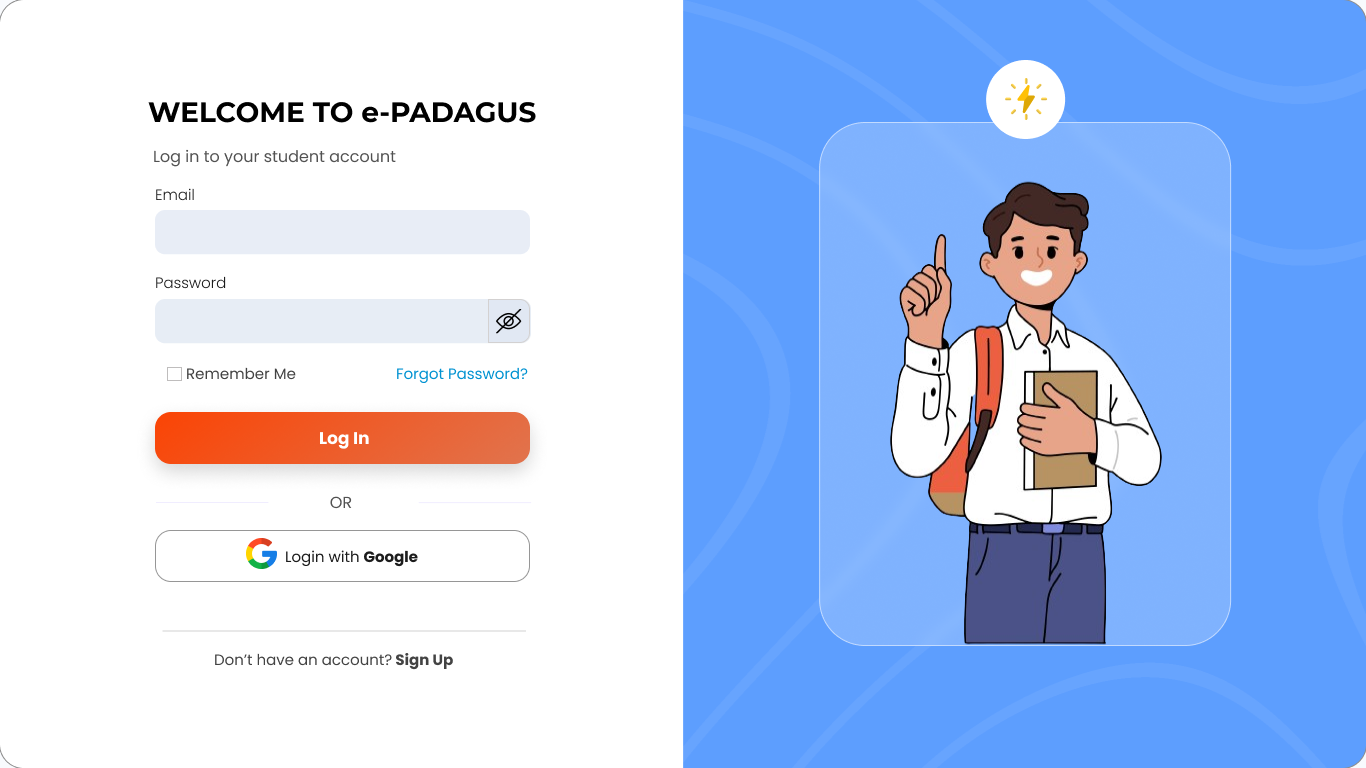 WELCOME TO e-PADAGUS
Log in to your student account
Email
Password
Remember Me Forgot Password?
Log In
OR
Login with Google
Don’t have an account? Sign Up